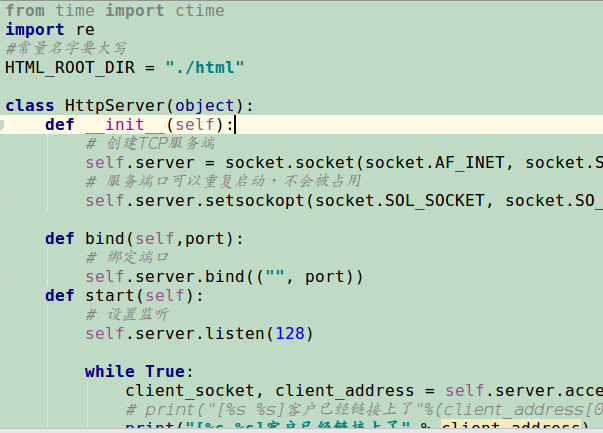 from time import ctime
import re
#常量名字要大写
HTML_ROOT_DIR = "./html"
class HttpServer(object):
def __init__(self):
# 创建TCP服务端
self.server = socket.socket(socket.AF_INET, socket.S
# 服务端口可以重复启动，不会被占用
self.server.setsockopt(socket.SOL_SOCKET, socket.SO_
def bind(self,port):
# 绑定端口
self.server.bind(("", port))
def start(self):
# 设置监听
self.server.listen(128)
while True:
client_socket, client_address = self.server.acce
# print("[%s %s]客户已经链接上了"%(client_address[0
print("[%s %s]客户已经链接上了" % client_address)